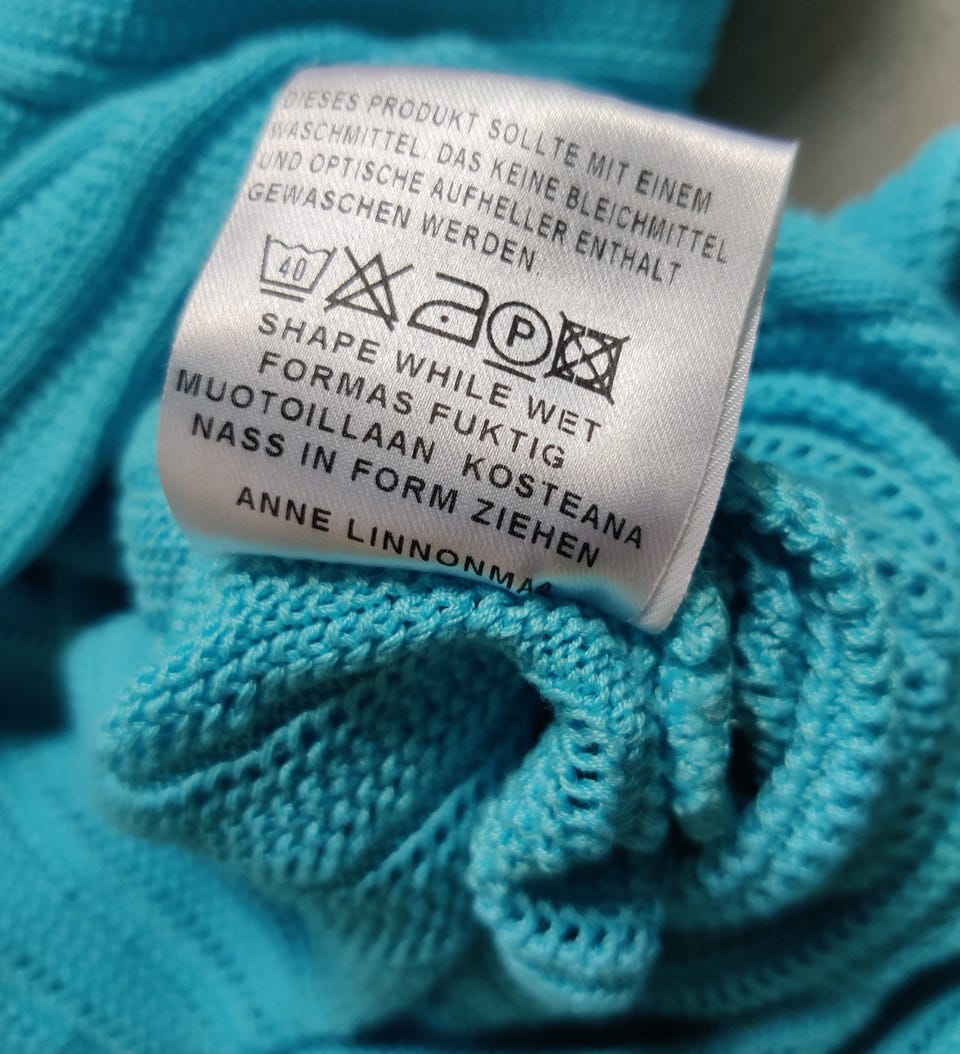 DIESES PRODUKT SOLLTE MIT EINEM
WASCHMITTEL. DAS KEINE BLEICHMITTEL
UND OPTISCHE AUFHELLER ENTHALT
GEWASCHEN WERDEN.
40 P
SHAPE WHILE WET
FORMAS FUKTIG
MUOTOILLAAN KOSTEANA
NASS IN FORM ZIEHEN
ANNE